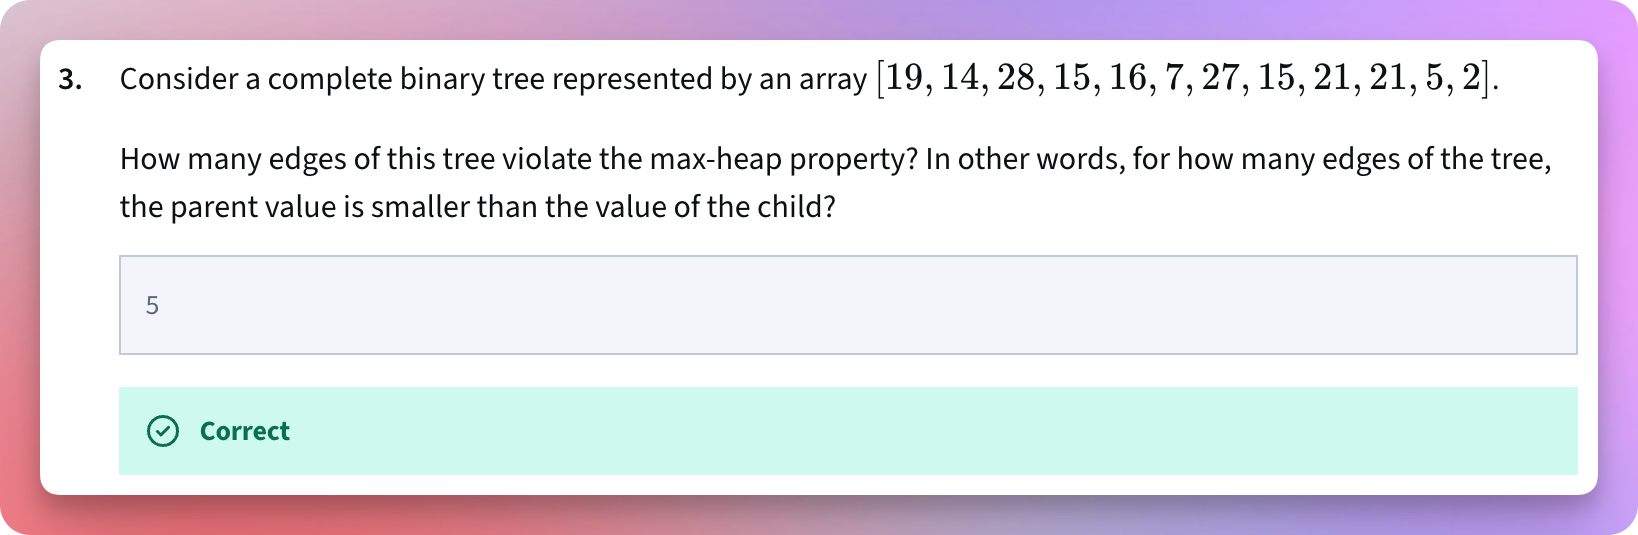 3. Consider a complete binary tree represented by an array [19, 14, 28, 15, 16, 7, 27, 15, 21, 21, 5, 2].
How many edges of this tree violate the max-heap property? In other words, for how many edges of the tree,
the parent value is smaller than the value of the child?
5
Correct